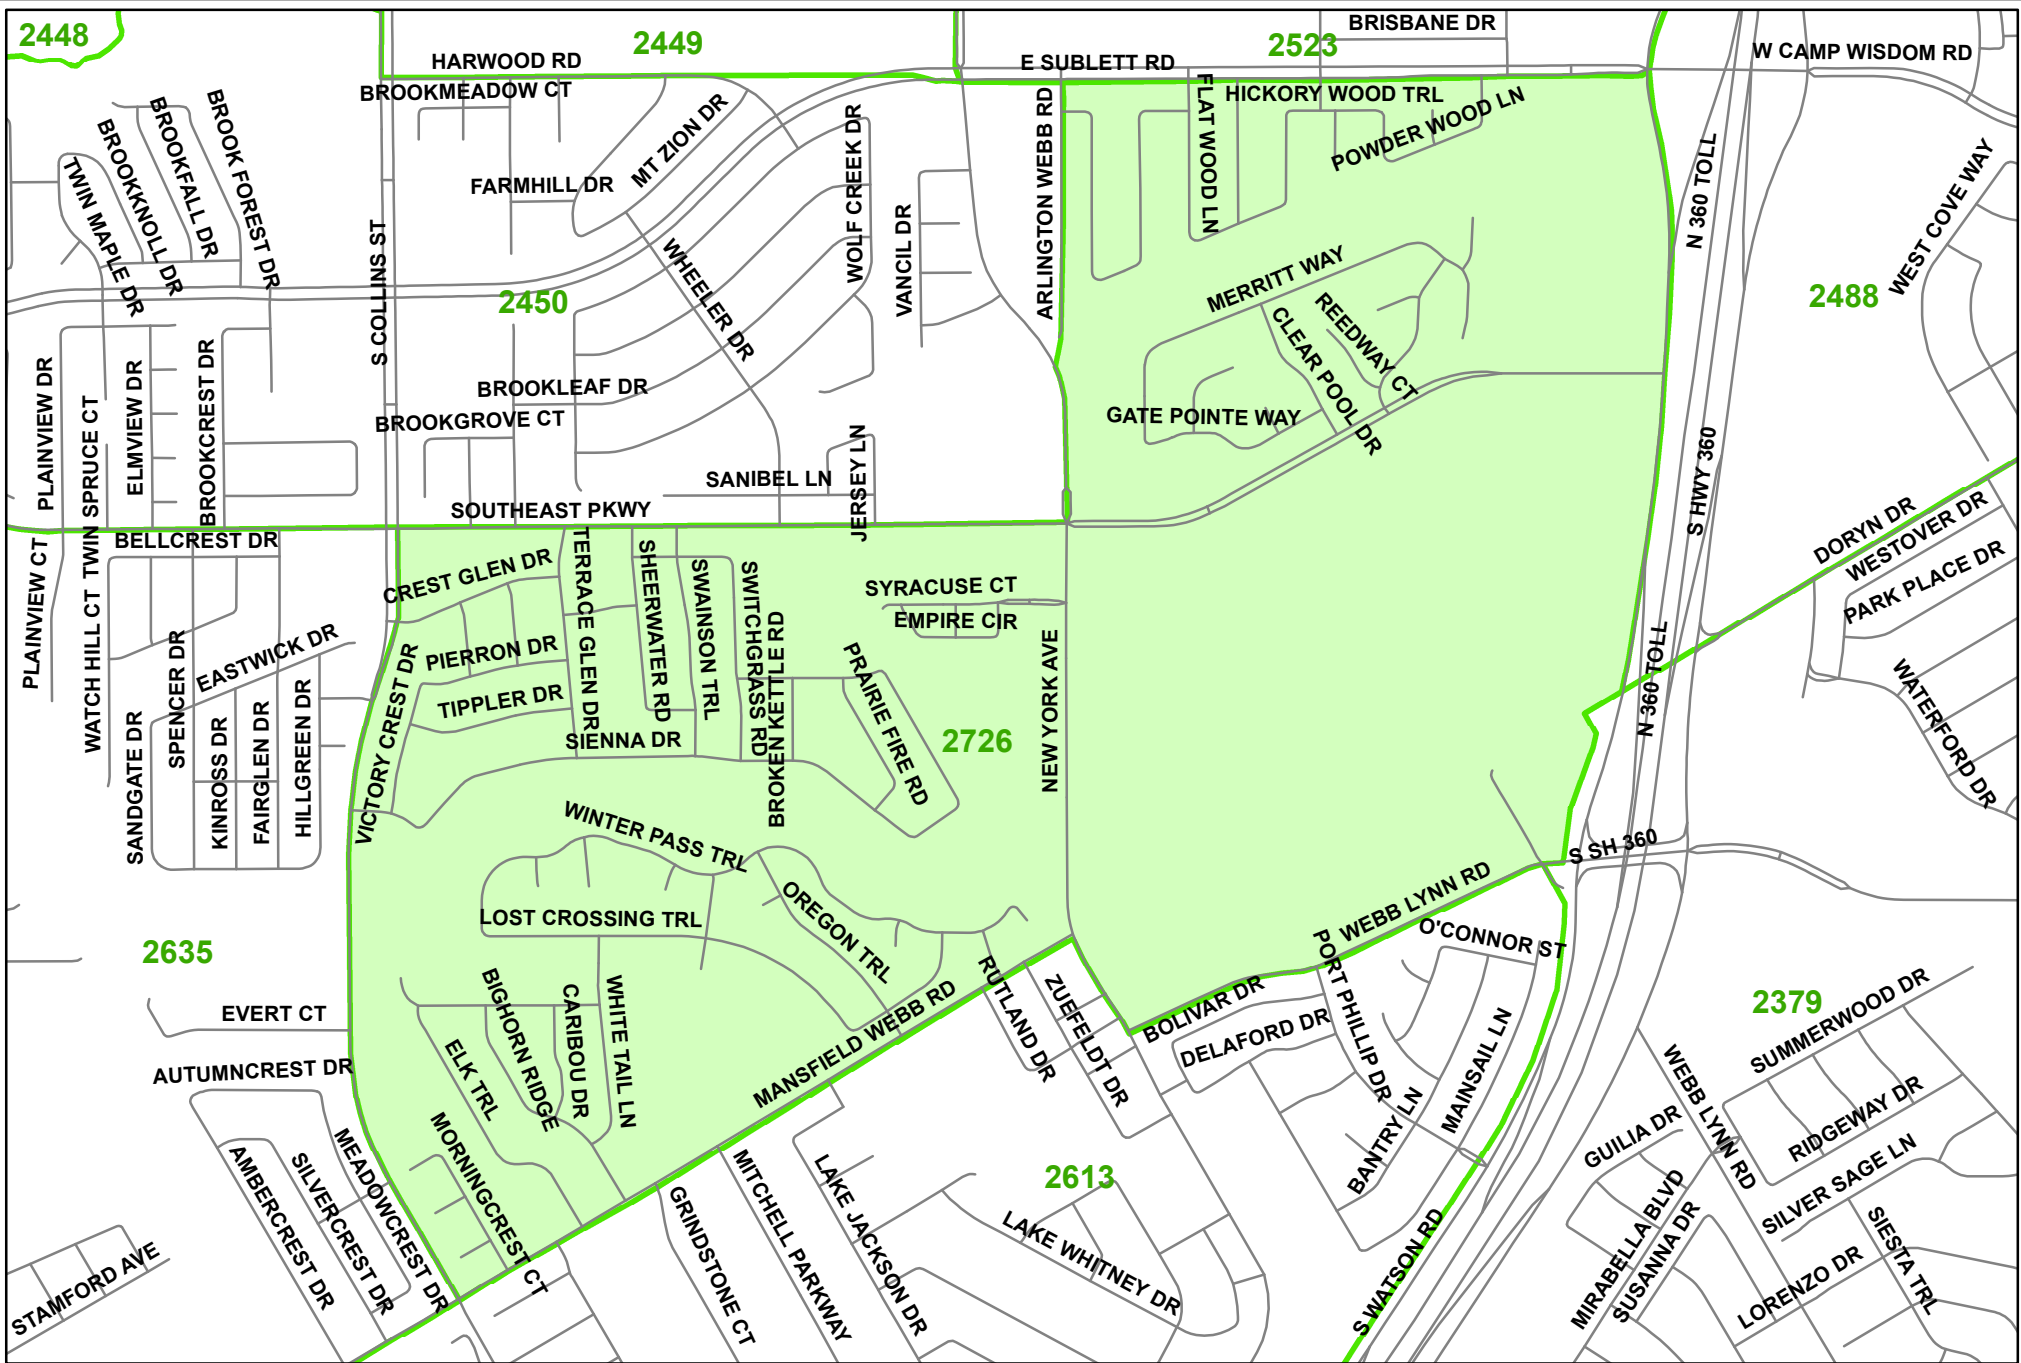 2448
2449
2523
BRISBANE DR
HARWOOD RD
E SUBLETT RD
W CAMP WISDOM RD
BROOKMEADOW CT
HICKORY WOOD TRL
POWDER WOOD LN
FLAT WOOD LN
ARLINGTON WEBB RD
MT ZION DR
WOLF CREEK DR
FARMHILL DR
BROOK FOREST DR
BROOKFALL DR
BROOKNOLL DR
TWIN MAPLE DR
N 360 TOLL
WEST COVE WAY
VANCIL DR
S COLLINS ST
WHEELER DR
2450
MERRITT WAY
REEDWAY CT
CLEAR POOL DR
2488
PLAINVIEW DR
ELMVIEW DR
BROOKCREST DR
BROOKLEAF DR
BROOKGROVE CT
GATE POINTE WAY
TWIN SPRUCE CT
SANIBEL LN
JERSEY LN
SOUTHEAST PKWY
S HWY 360
DORYN DR
WESTOVER DR
PARK PLACE DR
BELLCREST DR
PLAINVIEW CT
WATCH HILL CT
CREST GLEN DR
TERRACE GLEN DR
SHEERWATER RD
SWAINSON TRL
SWITCHGRASS RD
BROKEN KETTLE RD
SYRACUSE CT
EMPIRE CIR
PRAIRIE FIRE RD
NEW YORK AVE
EASTWICK DR
SPENCER DR
PIERRON DR
TIPPLER DR
SIENNA DR
VICTORY CREST DR
2726
N 360 TOLL
WATERFORD DR
SANDGATE DR
KINROSS DR
FAIRGLEN DR
HILLGREEN DR
WINTER PASS TRL
S SH 360
WEBB LYNN RD
OREGON TRL
LOST CROSSING TRL
O'CONNOR ST
2635
PORT PHILLIP DR
EVERT CT
BIGHORN RIDGE
CARIBOU DR
WHITE TAIL LN
RUTLAND DR
ZUEFELDT DR
BOLIVAR DR
DELAFORD DR
MANSFIELD WEBB RD
2379
SUMMERWOOD DR
AUTUMNCREST DR
ELK TRL
MAINSAIL LN
BANTRY LN
WEBB LYNN RD
RIDGEWAY DR
GUILIA DR
MORNINGCREST CT
MEADOWCREST DR
SILVERCREST DR
AMBERCREST DR
2613
SILVER SAGE LN
MITCHELL PARKWAY
LAKE JACKSON DR
GRINDSTONE CT
LAKE WHITNEY DR
S WATSON RD
MIRABELLA BLVD
SUSANNA DR
LORENZO DR
SIESTA TRL
STAMFORD AVE